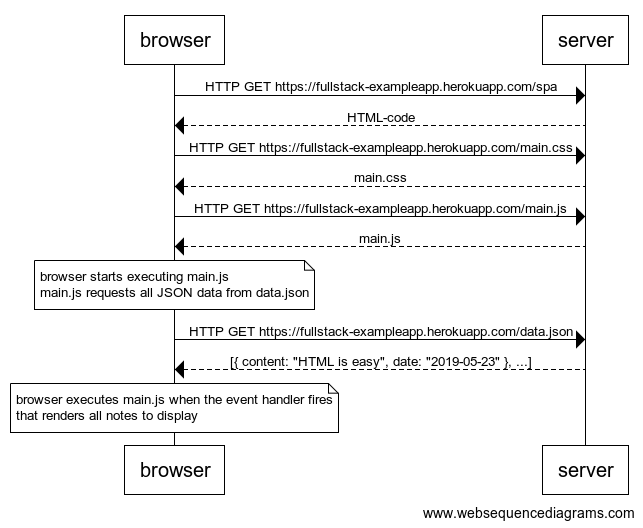 browser
server
HTTP GET https://fullstack-exampleapp.herokuapp.com/spa
HTML-code
HTTP GET https://fullstack-exampleapp.herokuapp.com/main.css
main.css
HTTP GET https://fullstack-exampleapp.herokuapp.com/main.js
main.js
browser starts executing main.js
main.js requests all JSON data from data.json
HTTP GET https://fullstack-exampleapp.herokuapp.com/data.json
[{ content: "HTML is easy", date: "2019-05-23" }, ...]
browser executes main.js when the event handler fires
that renders all notes to display
browser
server
www.websequencediagrams.com